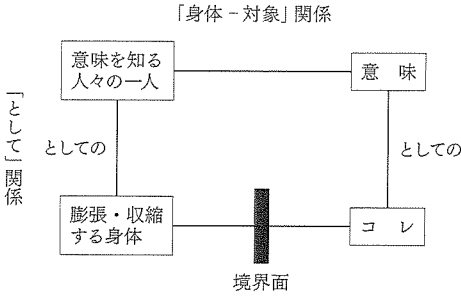 「身体－対象」関係
意味を知る
人々の一人
意　味
「として」関係
としての
としての
膨張・収縮
する身体
コ　レ
境界面